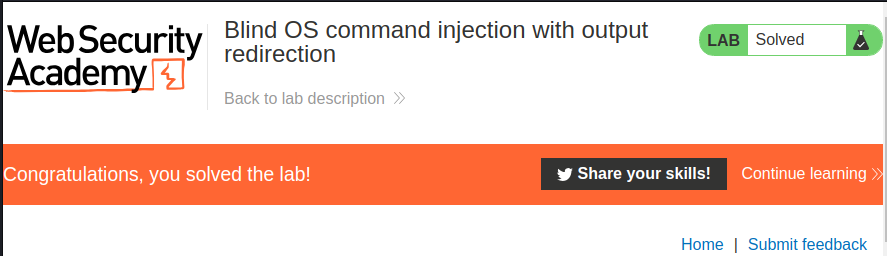 Web Security
Academy
Blind OS command injection with output
redirection
Back to lab description
LAB Solved
Congratulations, you solved the lab!
Share your skills!
Continue learning
Home | Submit feedback